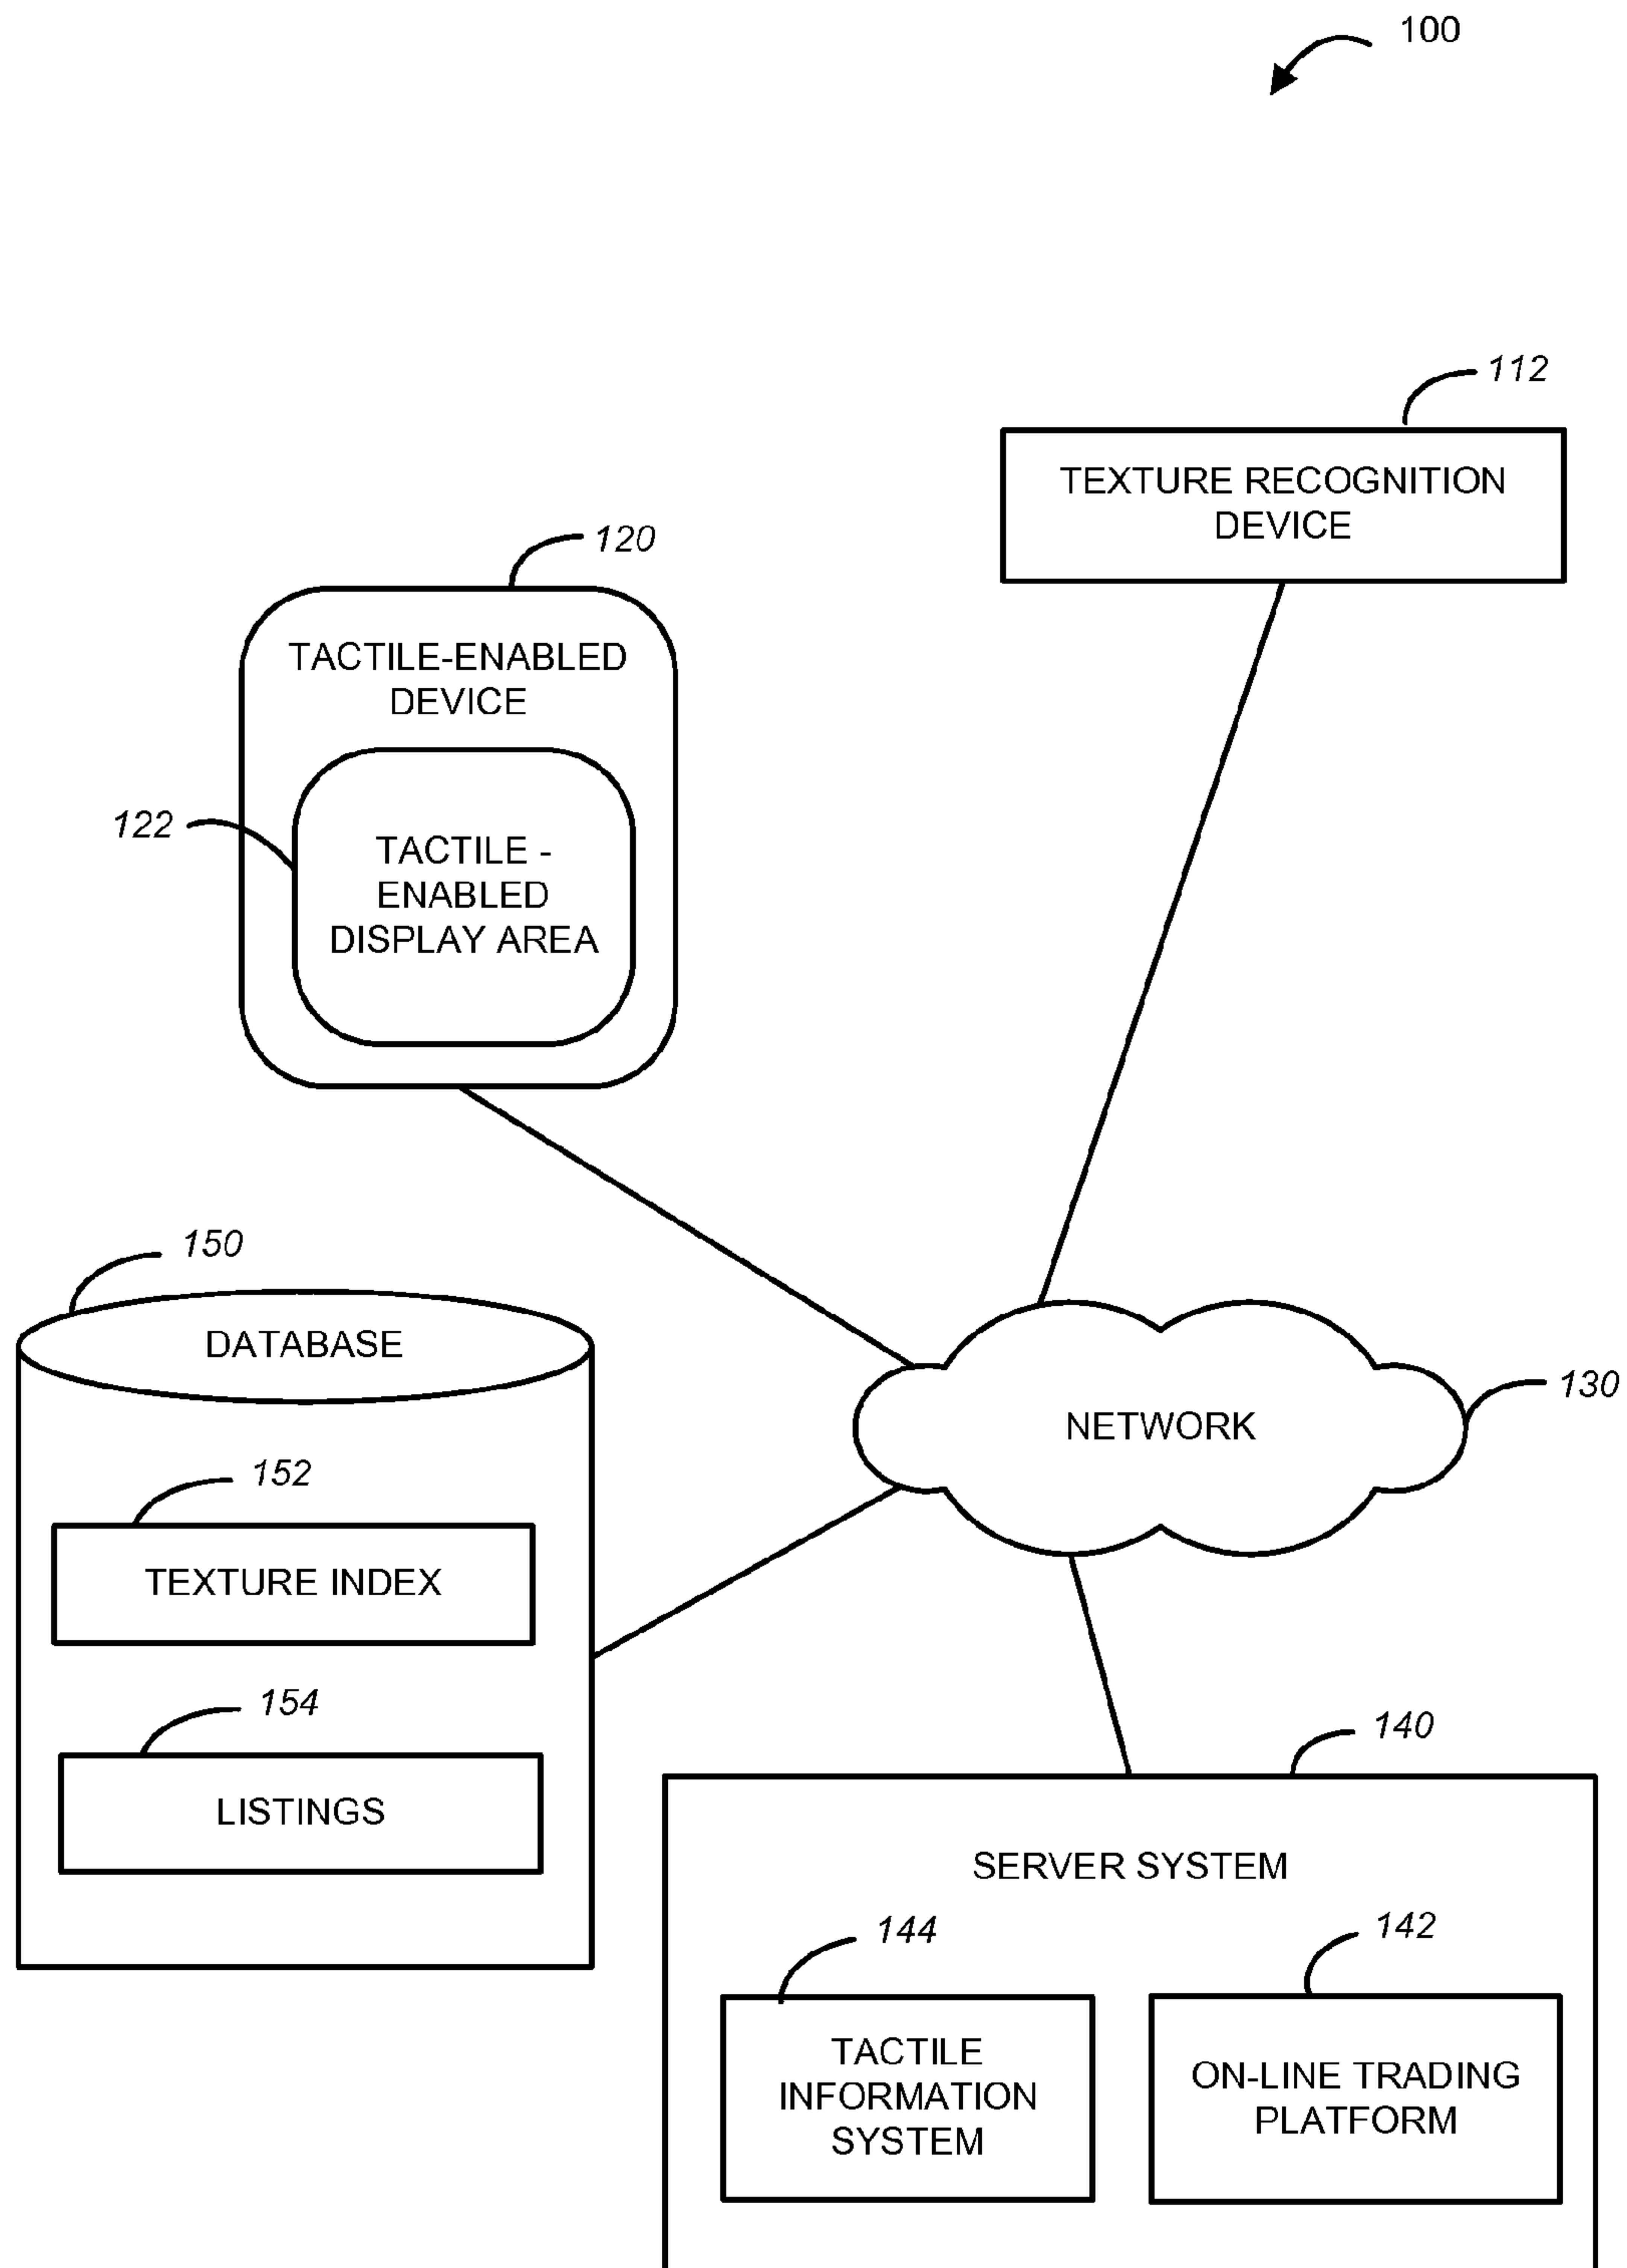 100
112
TEXTURE RECOGNITION
DEVICE
120
TACTILE-ENABLED
DEVICE
122
TACTILE -
ENABLED
DISPLAY AREA
150
DATABASE
130
NETWORK
152
TEXTURE INDEX
154
LISTINGS
140
SERVER SYSTEM
144
TACTILE
INFORMATION
SYSTEM
142
ON-LINE TRADING
PLATFORM